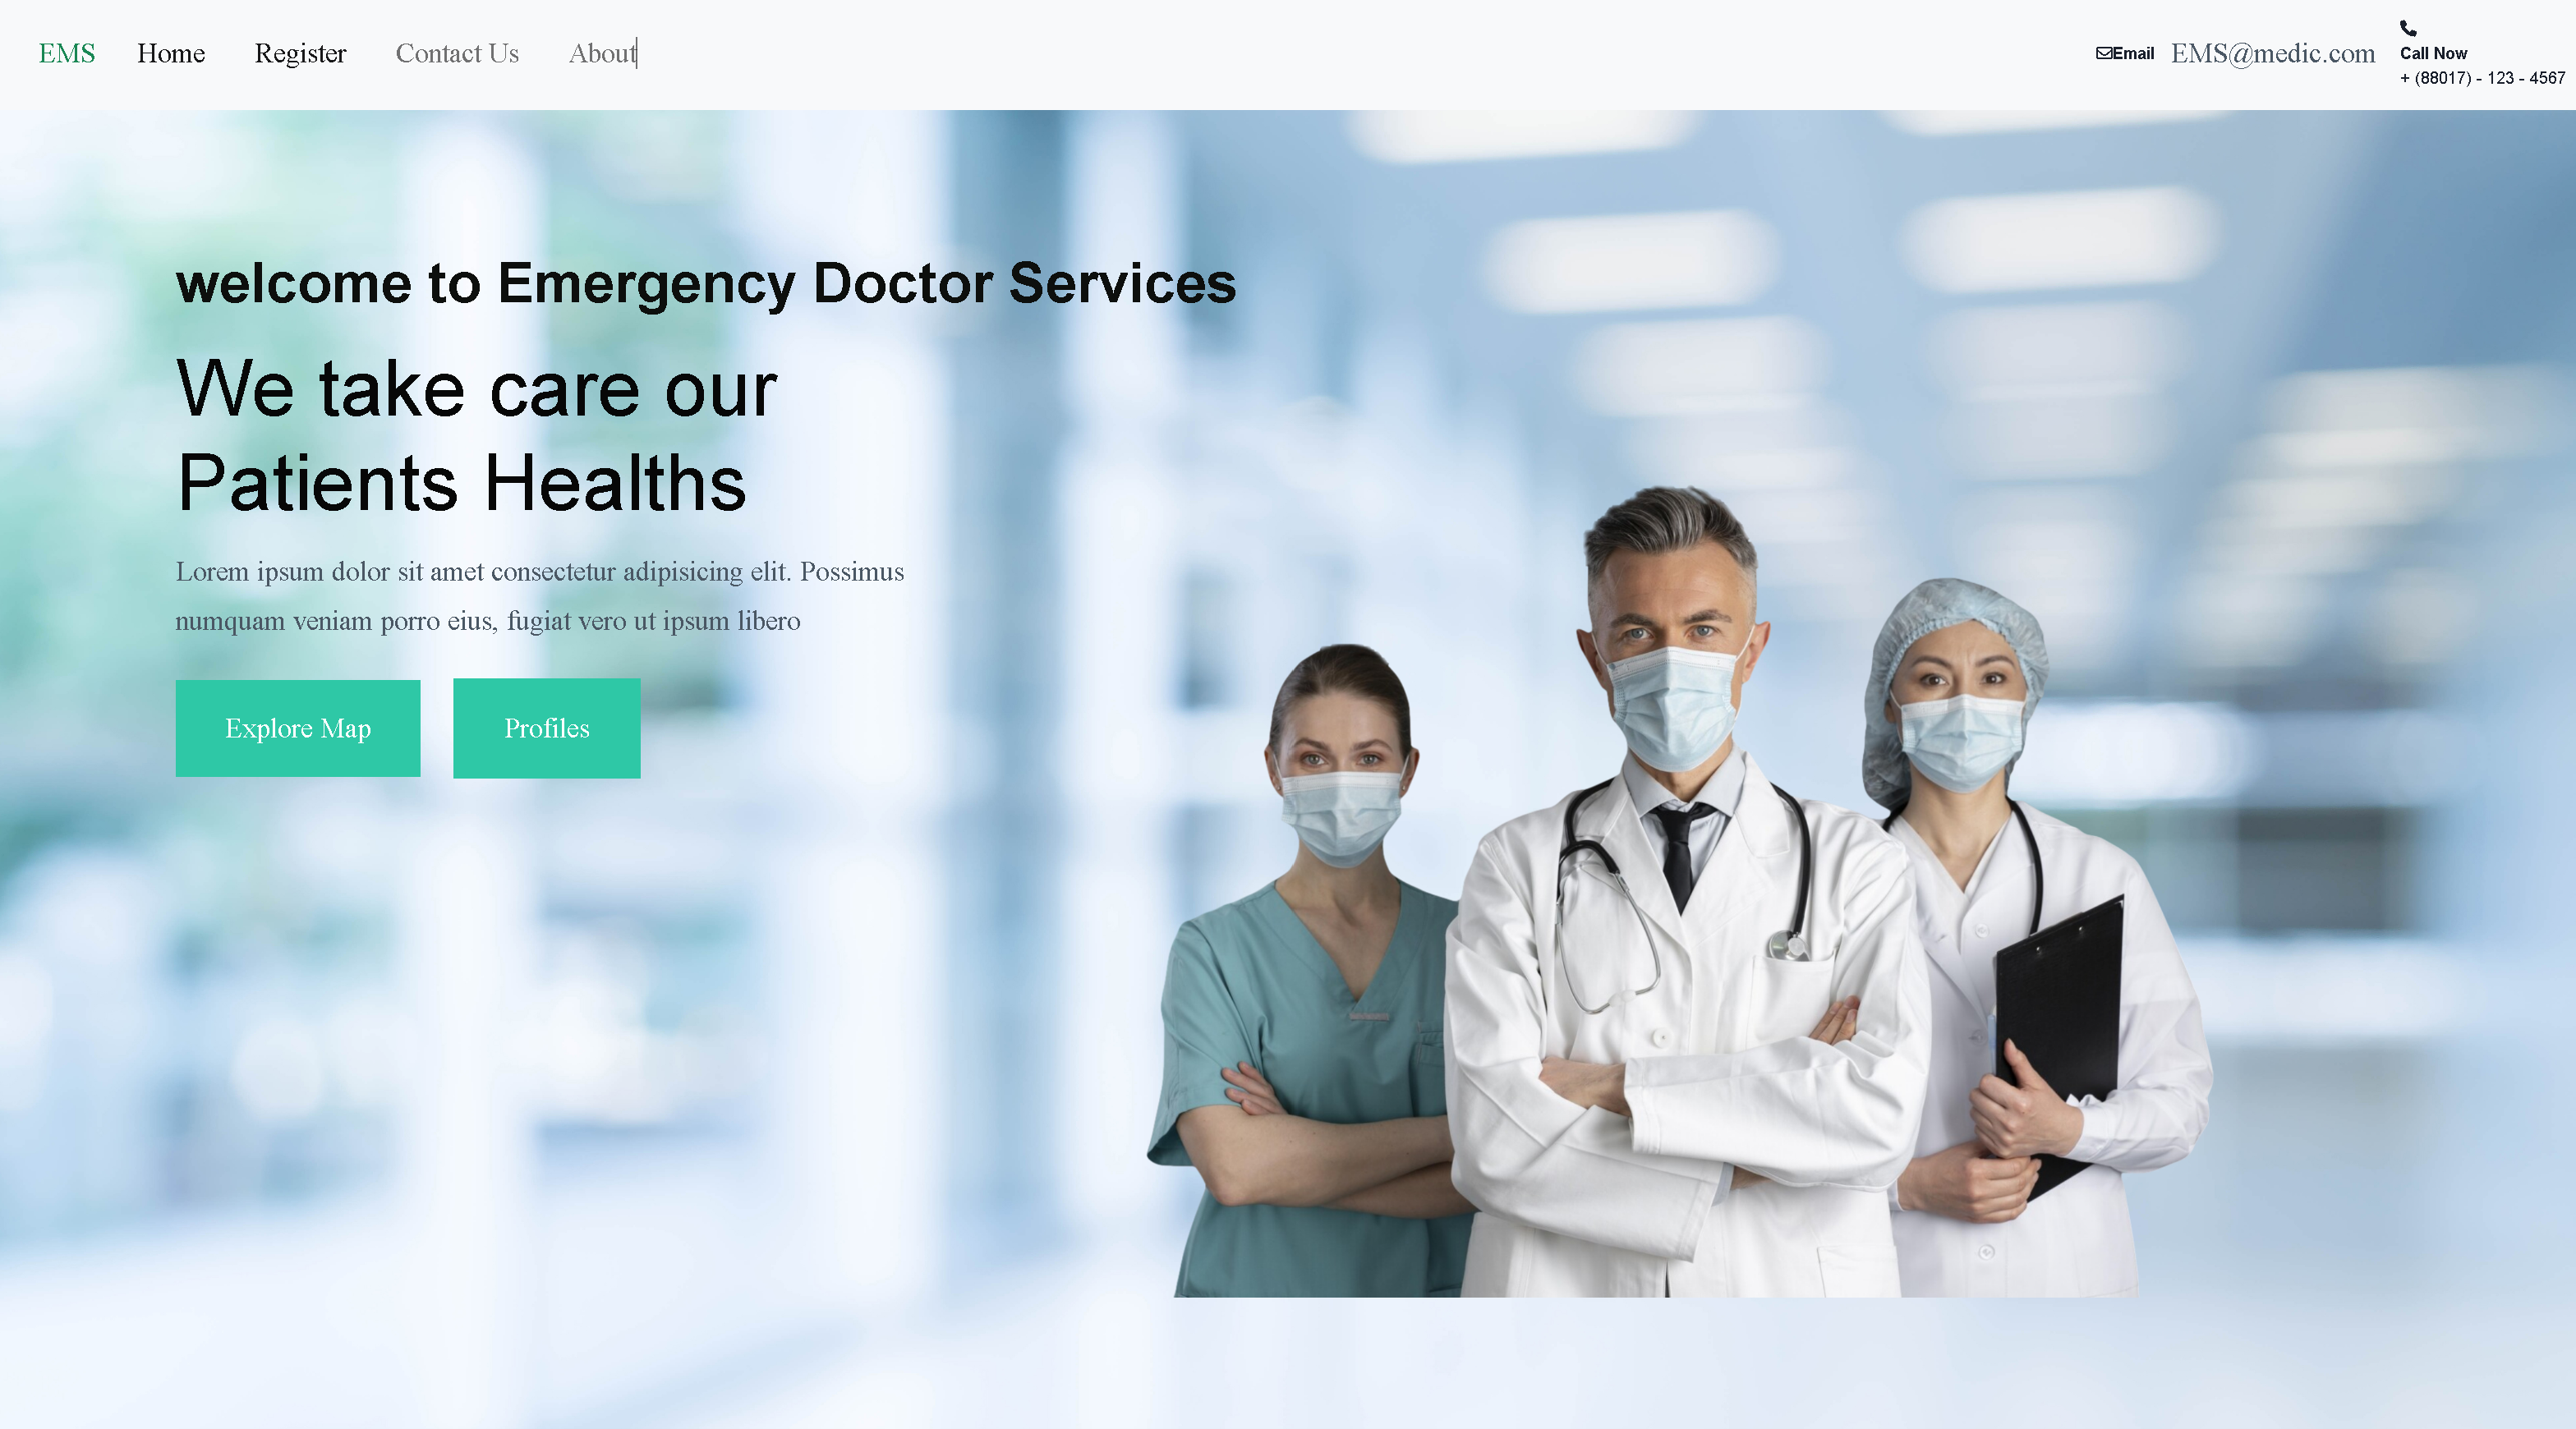 EMS Home Register Contact Us About
Email EMS@medic.com
Call Now
+ (88017) - 123 - 4567
welcome to Emergency Doctor Services
We take care our
Patients Healths
Lorem ipsum dolor sit amet consectetur adipisicing elit. Possimus
numquam veniam porro eius, fugiat vero ut ipsum libero
Explore Map Profiles